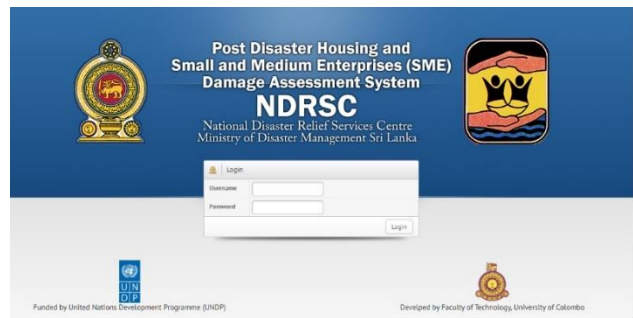 Post Disaster Housing and
Small and Medium Enterprises (SME)
Damage Assessment System
NDRSC
National Disaster Relief Services Centre
Ministry of Disaster Management Sri Lanka
Login
Username
Password
Login
U N
D P
Funded by United Nations Development Programme (UNDP)
Develped by Faculty of Technology, University of Colombo